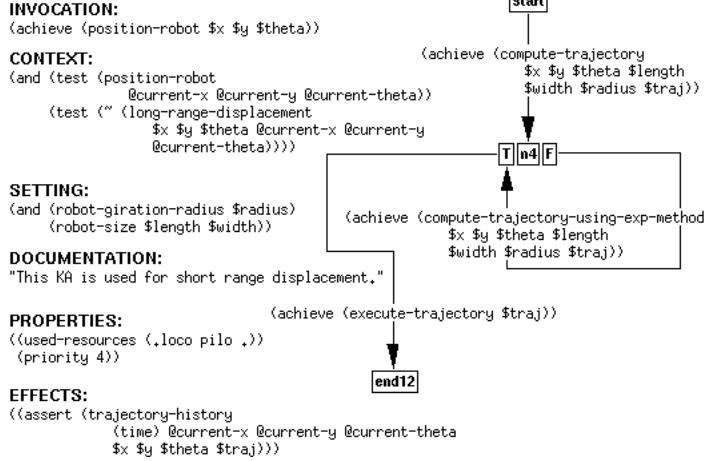 INVOCATION:
(achieve (position-robot $x $y $theta))
CONTEXT:
(and (test (position-robot
@current-x @current-y @current-theta))
(test (~ (long-range-displacement
$x $y $theta @current-x @current-y
@current-theta))))
SETTING:
(and (robot-giration-radius $radius)
(robot-size $length $width))
DOCUMENTATION:
"This KA is used for short range displacement."
PROPERTIES:
((used-resources (.loco pilo .))
(priority 4))
EFFECTS:
((assert (trajectory-history
(time) @current-x @current-y @current-theta
$x $y $theta $traj)))
start
(achieve (compute-trajectory
$x $y $theta $length
$width $radius $traj))
T n4 F
(achieve (compute-trajectory-using-exp-method
$x $y $theta $length
$width $radius $traj))
(achieve (execute-trajectory $traj))
end12